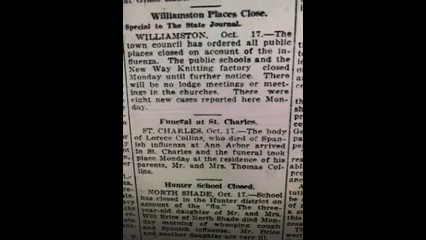 Williamston Places Close.
Special to The State Journal.
WILLIAMSTON, Oct. 17.—The
town council has ordered all public
places closed on account of the in-
fluenza. The public schools and the
New Way Knitting factory closed
Monday until further notice. There
will be no lodge meetings or meet-
ings in the churches. There were
eight new cases reported here Mon-
day.
Funeral at St. Charles.
ST. CHARLES, Oct. 17.—The body
of Loree Collins, who died of Span-
ish influenza at Ann Arbor arrived
in St. Charles and the funeral took
place Monday at the residence of his
parents, Mr. and Mrs. Thomas Col-
lins.
Hunter School Closed.
NORTH SHADE, Oct. 17.—School
has closed in the Hunter district on
account of the "flu." The three-
year-old daughter of Mr. and Mrs.
Will Brice of North Shade died Mon-
day morning of whooping cough
and Spanish influenza. Mr. Brice
and another daughter are very ill